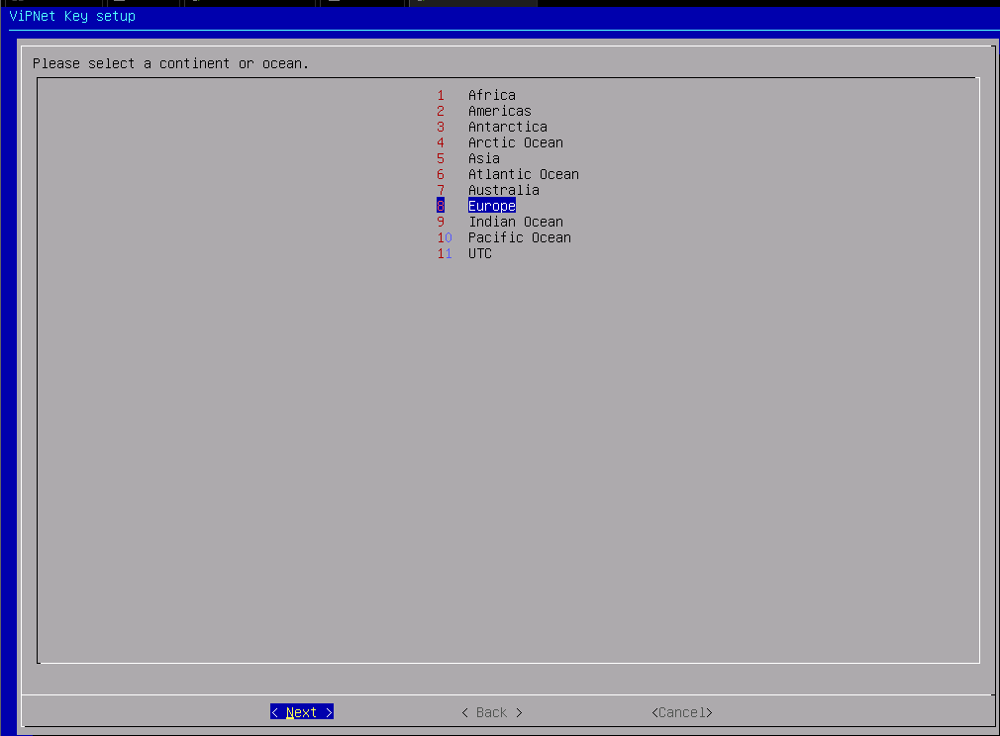 ViPNet Key setup
Please select a continent or ocean.
1 Africa
2 Americas
3 Antarctica
4 Arctic Ocean
5 Asia
6 Atlantic Ocean
7 Australia
8 Europe
9 Indian Ocean
10 Pacific Ocean
11 UTC
< Next > < Back > <Cancel>